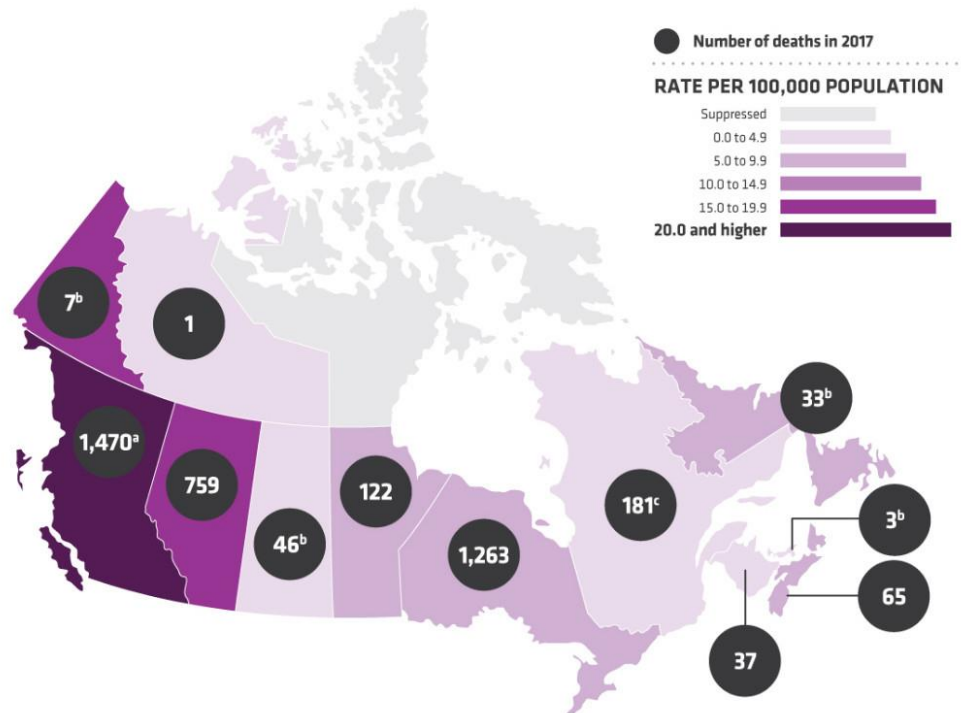 Number of deaths in 2017
RATE PER 100,000 POPULATION
Suppressed
0.0 to 4.9
5.0 to 9.9
10.0 to 14.9
15.0 to 19.9
20.0 and higher
7ᵇ
1
33ᵇ
1,470ᵃ
759
122
181ᶜ
46ᵇ
1,263
3ᵇ
65
37